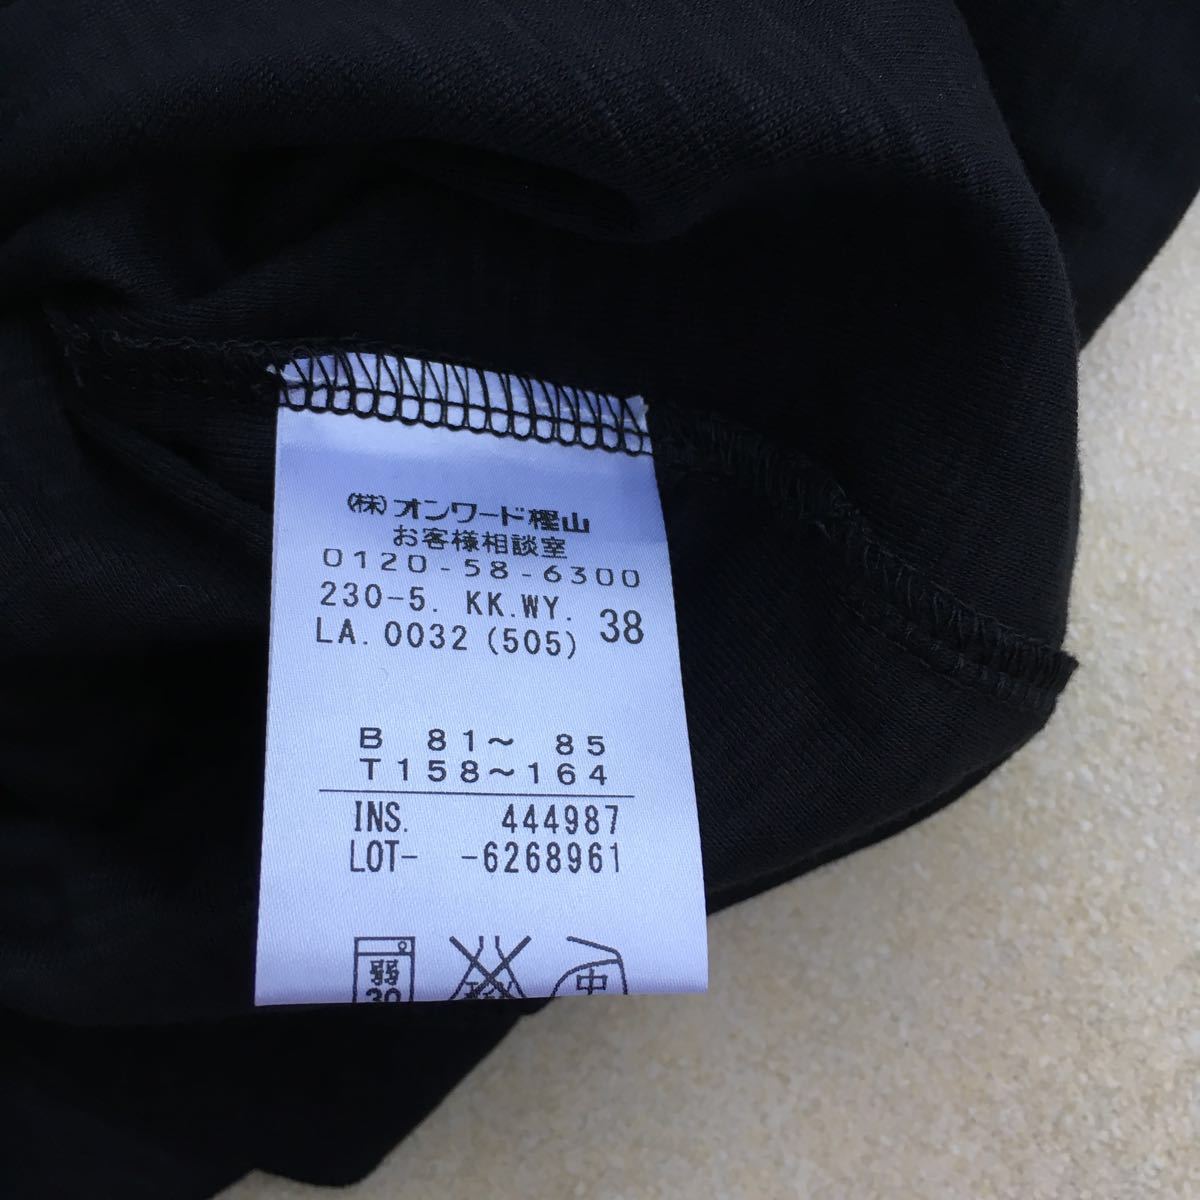 (株)オンワード樫山
お客様相談室
0120-58-6300
230-5. KK.WY. 38
LA.0032 (505)
B 81～ 85
T158～164
INS. 444987
LOT- -6268961
弱 中
30